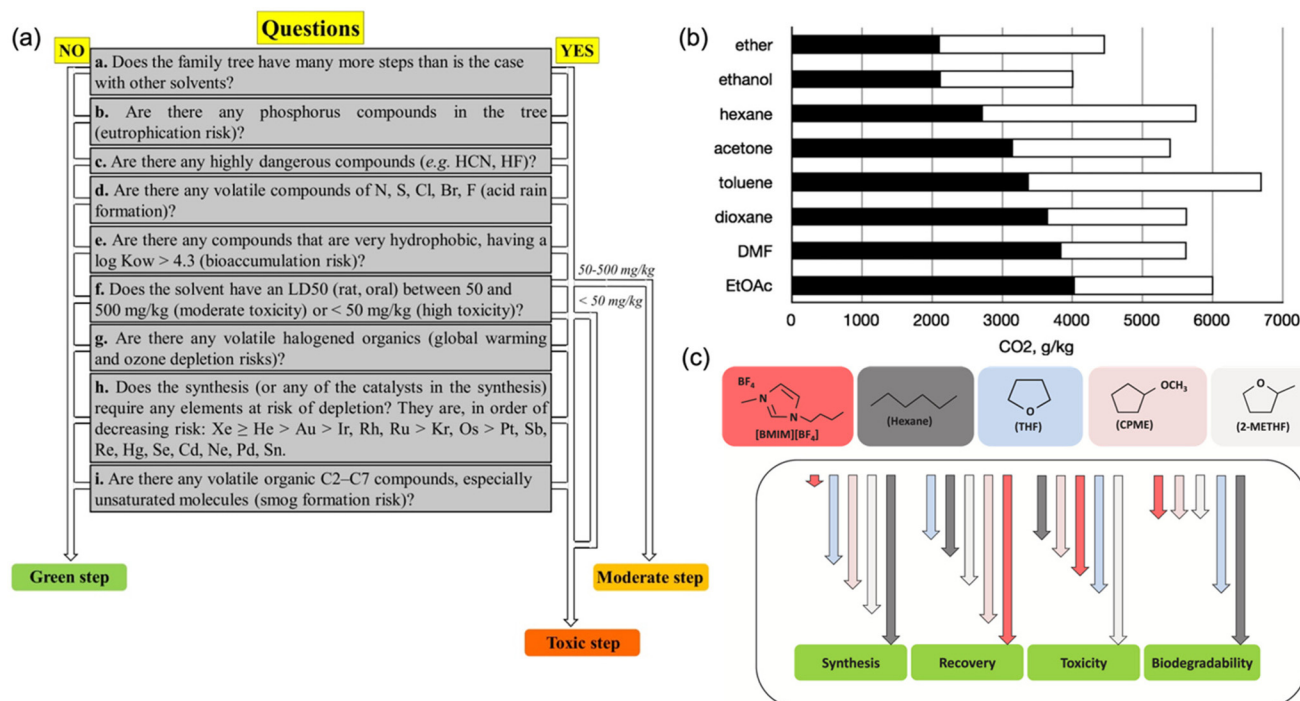 (a)
Questions
NO
YES
a. Does the family tree have many more steps than is the case
with other solvents?
b. Are there any phosphorus compounds in the tree
(eutrophication risk)?
c. Are there any highly dangerous compounds (e.g. HCN, HF)?
d. Are there any volatile compounds of N, S, Cl, Br, F (acid rain
formation)?
e. Are there any compounds that are very hydrophobic, having a
log Kow > 4.3 (bioaccumulation risk)?
f. Does the solvent have an LD50 (rat, oral) between 50 and
500 mg/kg (moderate toxicity) or < 50 mg/kg (high toxicity)?
g. Are there any volatile halogened organics (global warming
and ozone depletion risks)?
h. Does the synthesis (or any of the catalysts in the synthesis)
require any elements at risk of depletion? They are, in order of
decreasing risk: Xe ≥ He > Au > Ir, Rh, Ru > Kr, Os > Pt, Sb,
Re, Hg, Se, Cd, Ne, Pd, Sn.
i. Are there any volatile organic C2–C7 compounds, especially
unsaturated molecules (smog formation risk)?
50-500 mg/kg
< 50 mg/kg
Green step
Moderate step
Toxic step
(b)
ether
ethanol
hexane
acetone
toluene
dioxane
DMF
EtOAc
0 1000 2000 3000 4000 5000 6000 7000
CO2, g/kg
(c)
BF4
N
N
[BMIM][BF4]
(Hexane)
O
(THF)
OCH3
(CPME)
O
(2-METHF)
Synthesis
Recovery
Toxicity
Biodegradability